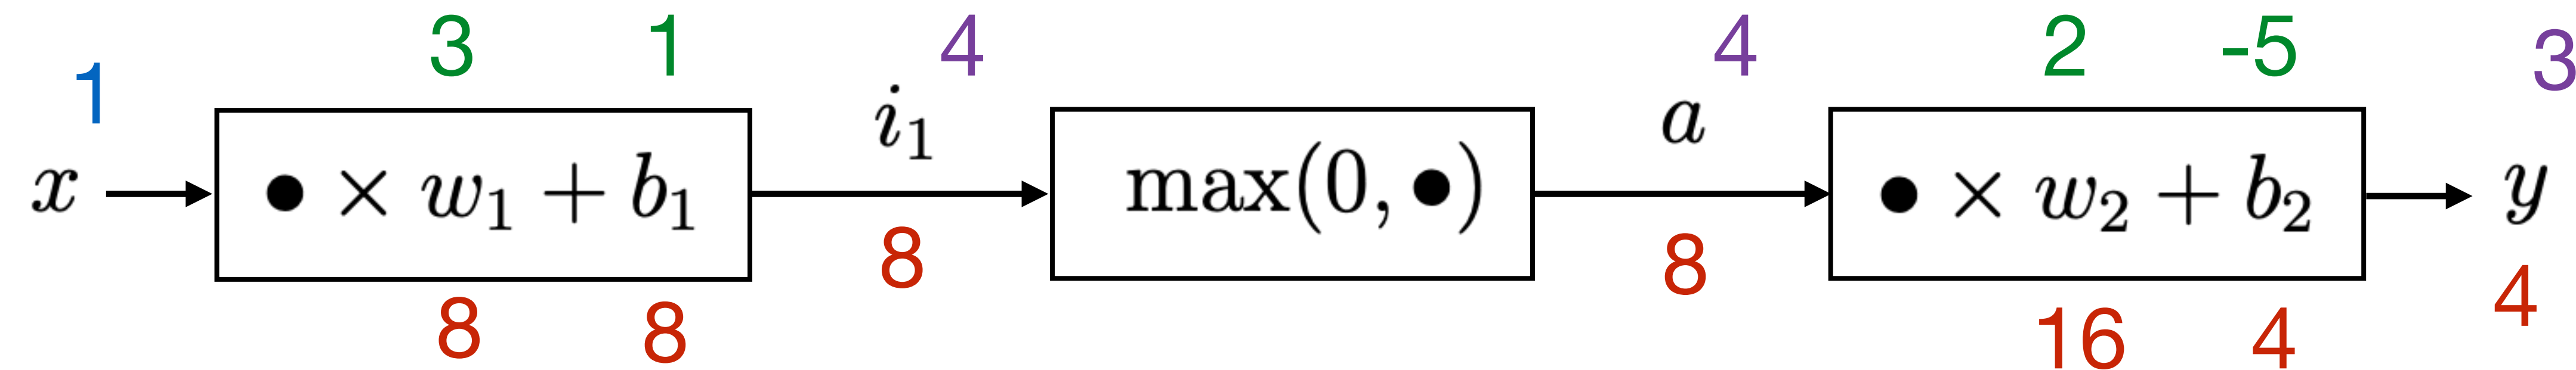 1 3 1 4 4 2 -5 3
x • × w₁ + b₁ i₁ max(0, •) a • × w₂ + b₂ y
8 8 8 8 16 4 4